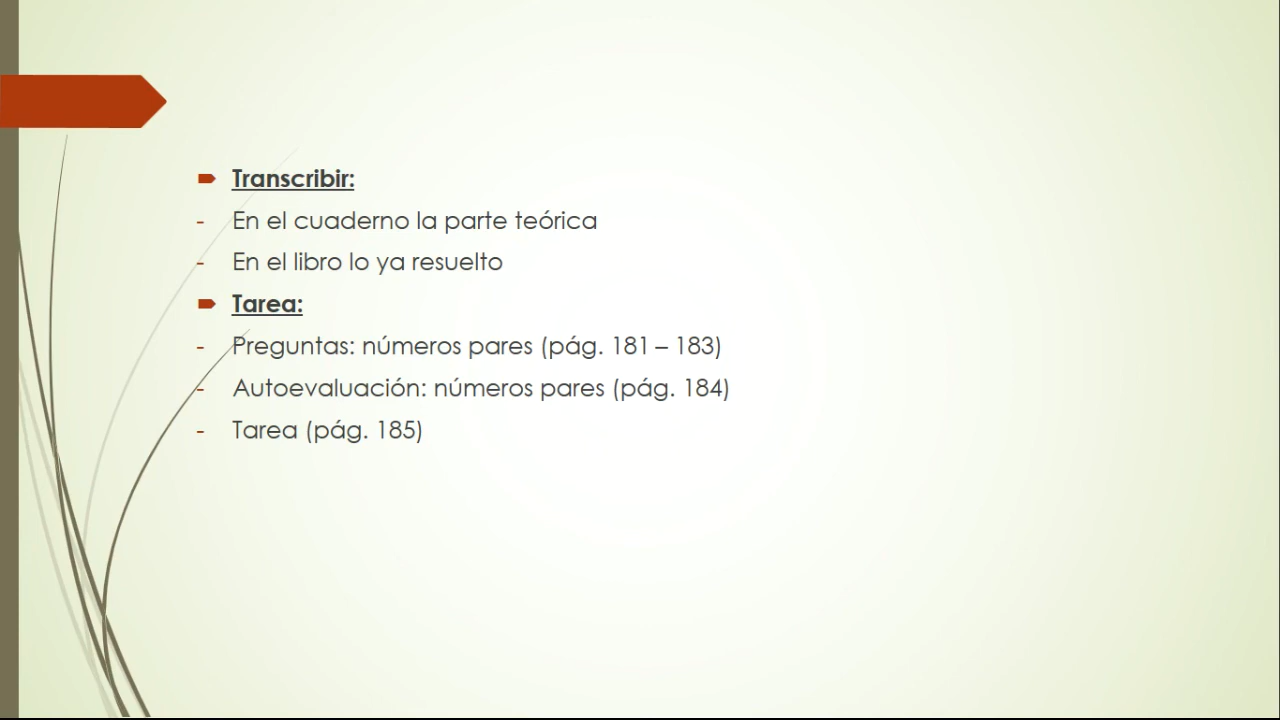 Transcribir:
- En el cuaderno la parte teórica
- En el libro lo ya resuelto
Tarea:
- Preguntas: números pares (pág. 181 – 183)
- Autoevaluación: números pares (pág. 184)
- Tarea (pág. 185)